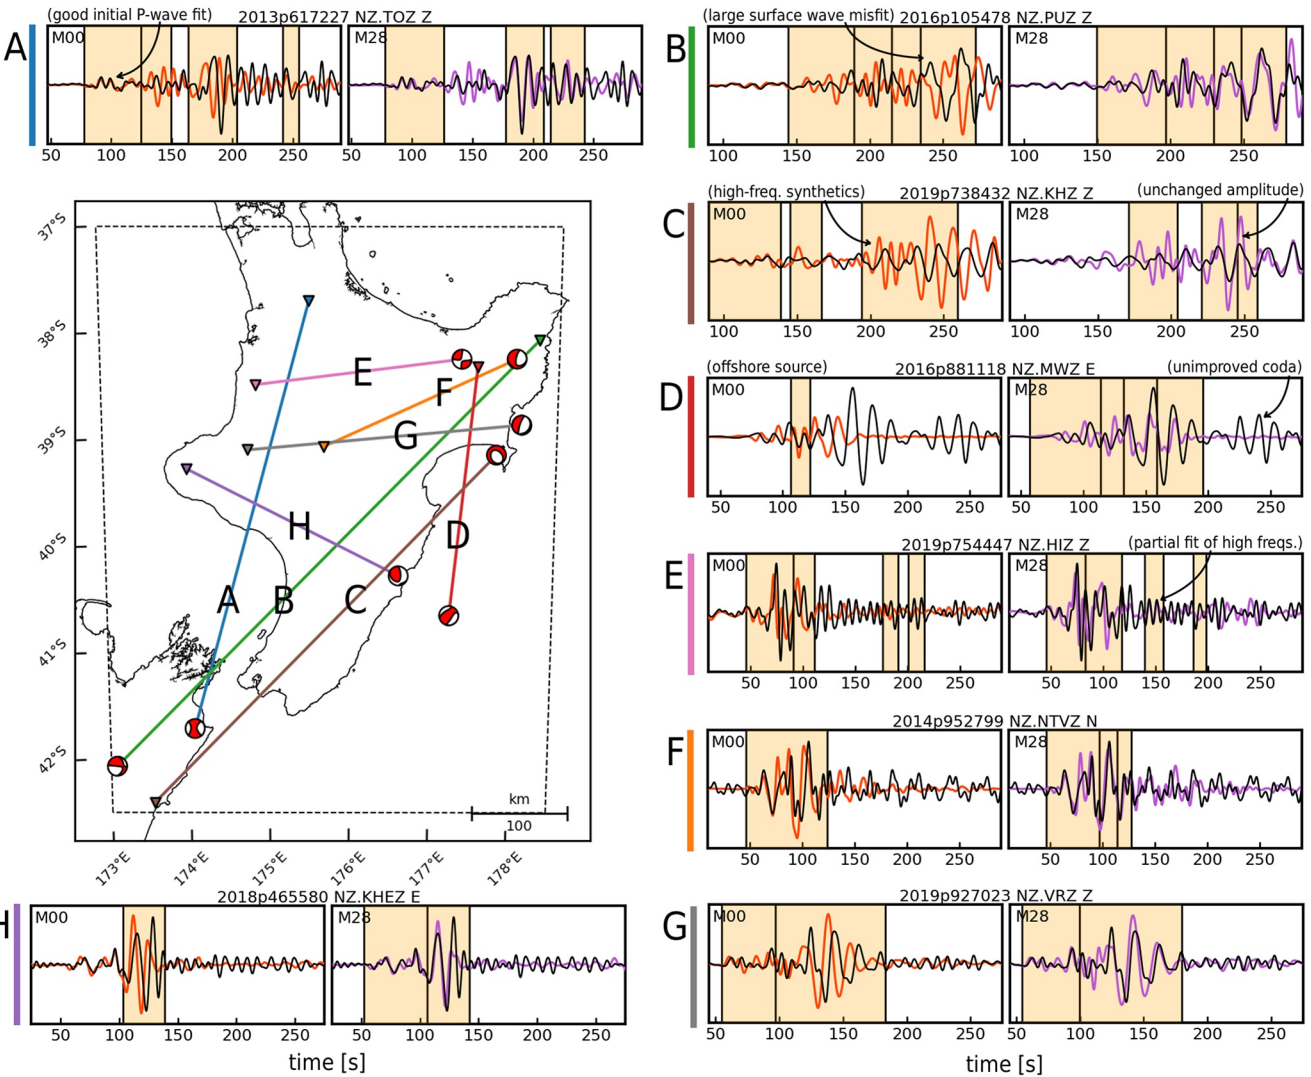 (good initial P-wave fit) 2013p617227 NZ.TOZ Z
A
M00
M28
50 100 150 200 250
50 100 150 200 250
(large surface wave misfit) 2016p105478 NZ.PUZ Z
B
M00
M28
100 150 200 250
100 150 200 250
(high-freq. synthetics) 2019p738432 NZ.KHZ Z (unchanged amplitude)
C
M00
M28
100 150 200 250
100 150 200 250
(offshore source) 2016p881118 NZ.MWZ E (unimproved coda)
D
M00
M28
50 100 150 200 250
50 100 150 200 250
2019p754447 NZ.HIZ Z (partial fit of high freqs.)
E
M00
M28
50 100 150 200 250
50 100 150 200 250
2014p952799 NZ.NTVZ N
F
M00
M28
50 100 150 200 250
50 100 150 200 250
2019p927023 NZ.VRZ Z
G
M00
M28
50 100 150 200 250
50 100 150 200 250
time [s]
37°S
38°S
39°S
40°S
41°S
42°S
E
F
G
H
D
A B C
km
100
173°E 174°E 175°E 176°E 177°E 178°E
2018p465580 NZ.KHEZ E
H
M00
M28
50 100 150 200 250
50 100 150 200 250
time [s]